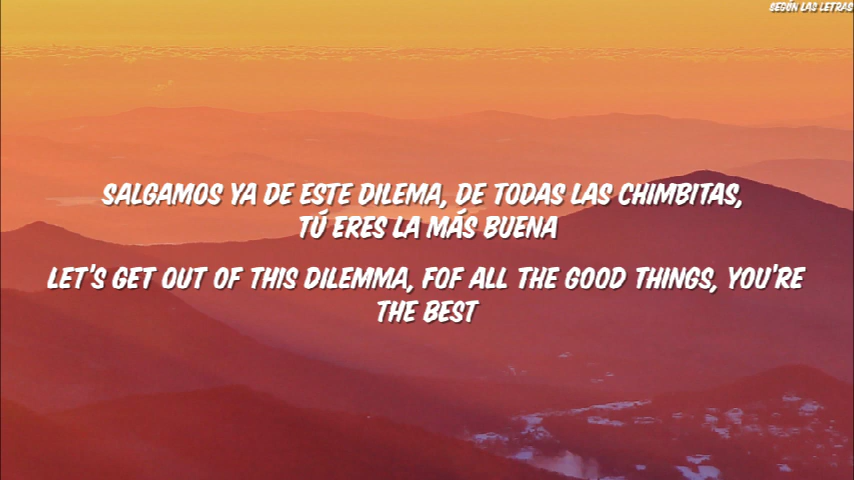 SEGÚN LAS LETRAS
SALGAMOS YA DE ESTE DILEMA, DE TODAS LAS CHIMBITAS,
TÚ ERES LA MÁS BUENA
LET'S GET OUT OF THIS DILEMMA, FOF ALL THE GOOD THINGS, YOU'RE
THE BEST